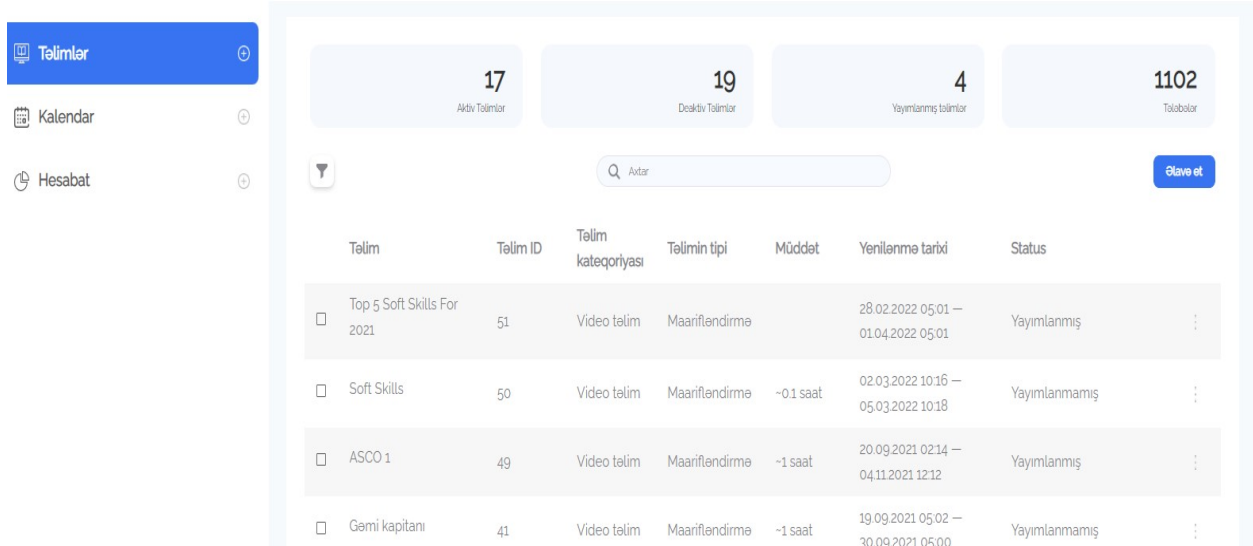 Təlimlər
Kalendar
Hesabat
17
Aktiv Təlimlər
19
Deaktiv Təlimlər
4
Yayımlanmış təlimlər
1102
Tələbələr
Axtar
Əlavə et
Təlim
Təlim ID
Təlim
kateqoriyası
Təlimin tipi
Müddət
Yenilənmə tarixi
Status
Top 5 Soft Skills For
2021
51
Video təlim
Maarifləndirmə
28.02.2022 05:01 —
01.04.2022 05:01
Yayımlanmış
Soft Skills
50
Video təlim
Maarifləndirmə
~0.1 saat
02.03.2022 10:16 —
05.03.2022 10:18
Yayımlanmamış
ASCO 1
49
Video təlim
Maarifləndirmə
~1 saat
20.09.2021 02:14 —
04.11.2021 12:12
Yayımlanmış
Gəmi kapitanı
41
Video təlim
Maarifləndirmə
~1 saat
19.09.2021 05:02 —
30.09.2021 05:00
Yayımlanmamış